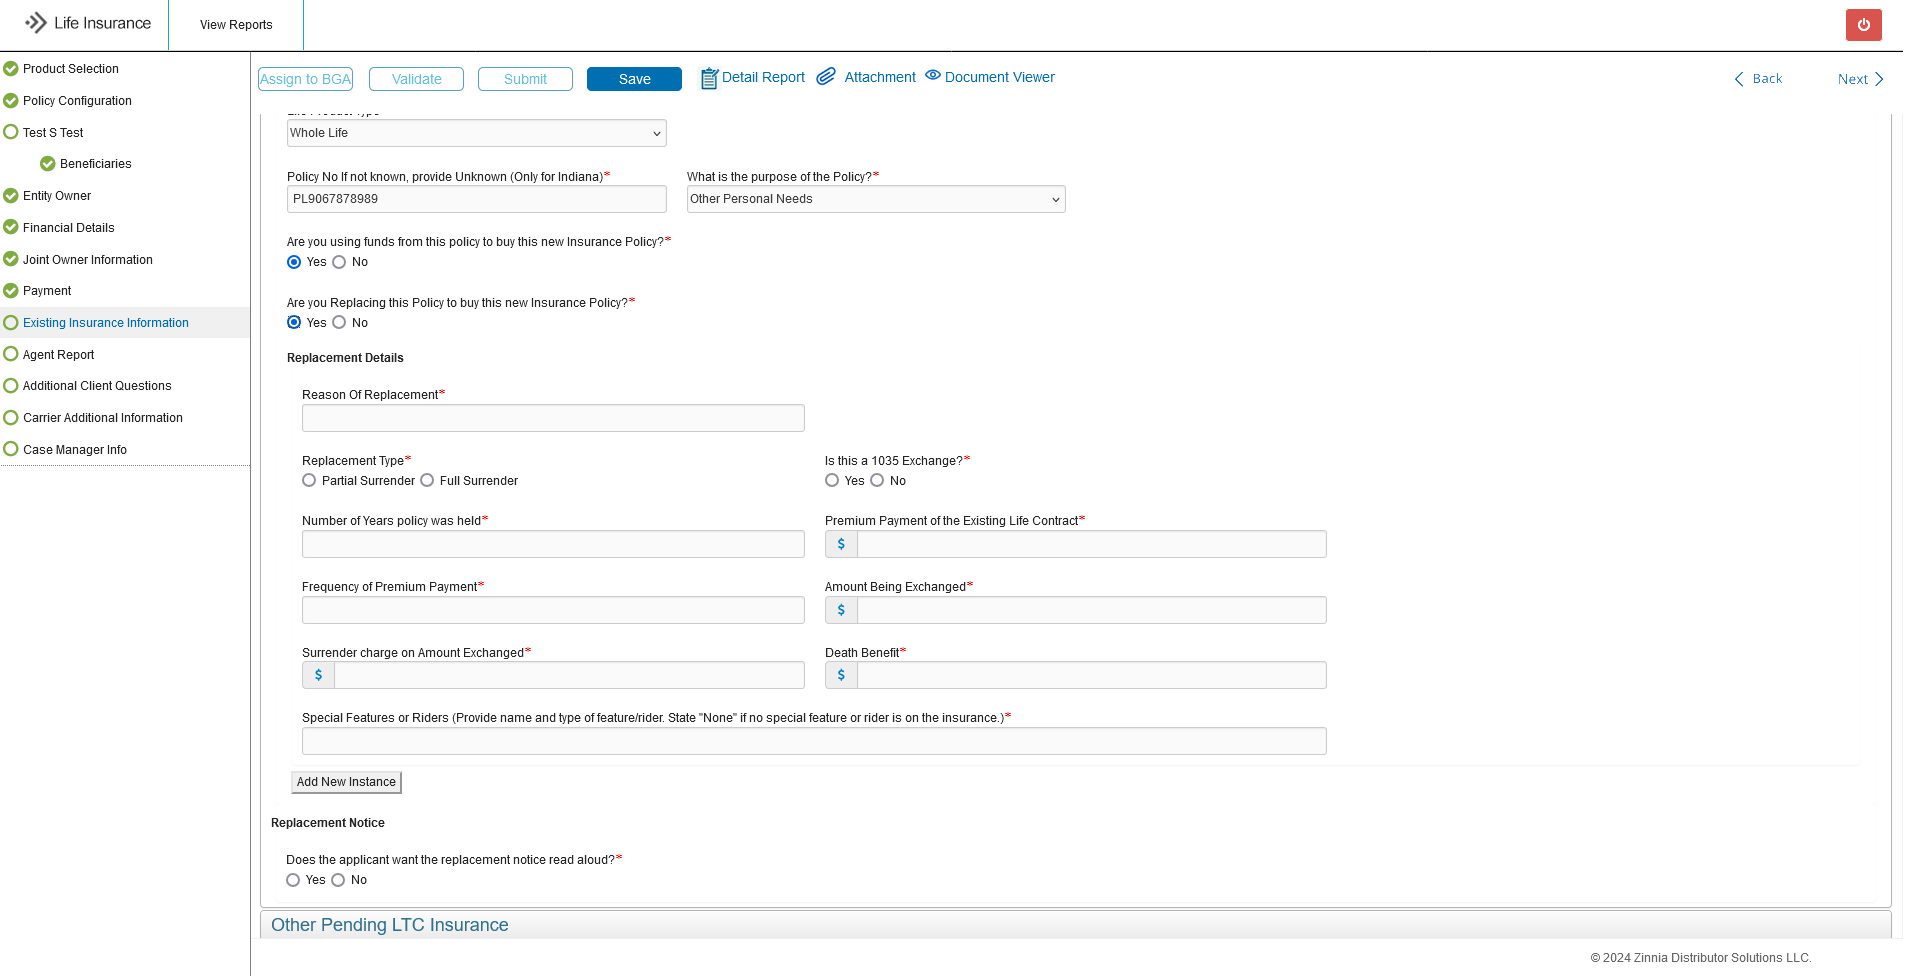 Life Insurance
View Reports
Product Selection
Policy Configuration
Test S Test
Beneficiaries
Entity Owner
Financial Details
Joint Owner Information
Payment
Existing Insurance Information
Agent Report
Additional Client Questions
Carrier Additional Information
Case Manager Info
Assign to BGA Validate Submit Save Detail Report Attachment Document Viewer Back Next
Whole Life
Policy No If not known, provide Unknown (Only for Indiana)* What is the purpose of the Policy?*
PL9067878989 Other Personal Needs
Are you using funds from this policy to buy this new Insurance Policy?*
Yes No
Are you Replacing this Policy to buy this new Insurance Policy?*
Yes No
Replacement Details
Reason Of Replacement*
Replacement Type* Is this a 1035 Exchange?*
Partial Surrender Full Surrender Yes No
Number of Years policy was held* Premium Payment of the Existing Life Contract*
$
Frequency of Premium Payment* Amount Being Exchanged*
$
Surrender charge on Amount Exchanged* Death Benefit*
$ $
Special Features or Riders (Provide name and type of feature/rider. State "None" if no special feature or rider is on the insurance.)*
Add New Instance
Replacement Notice
Does the applicant want the replacement notice read aloud?*
Yes No
Other Pending LTC Insurance
© 2024 Zinnia Distributor Solutions LLC.